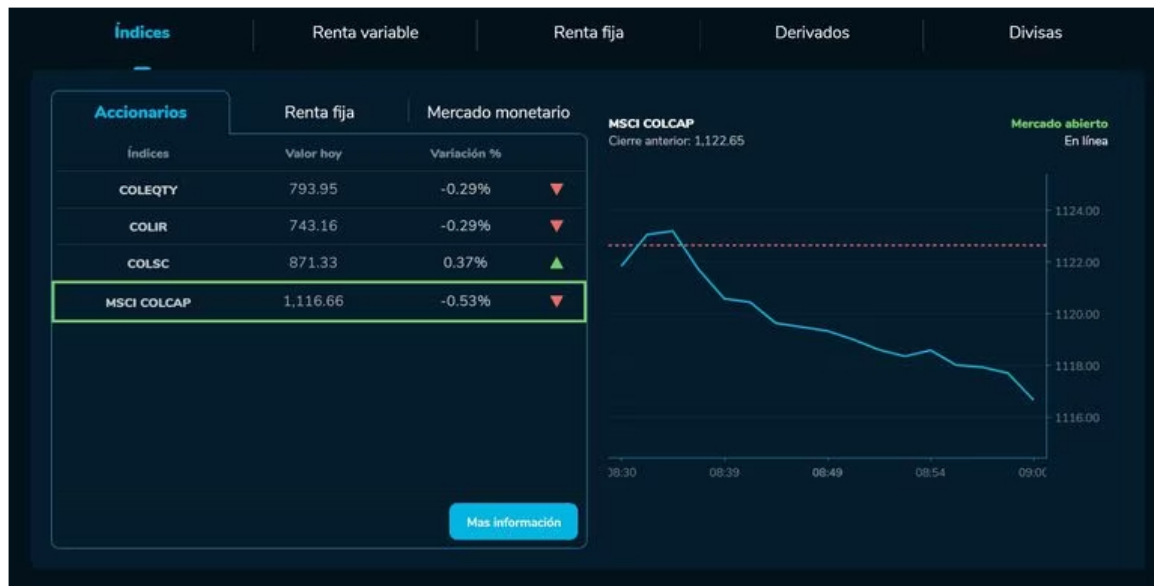 Índices Renta variable Renta fija Derivados Divisas
Accionarios Renta fija Mercado monetario
Índices Valor hoy Variación %
COLEQTY 793.95 -0.29%
COLIR 743.16 -0.29%
COLSC 871.33 0.37%
MSCI COLCAP 1,116.66 -0.53%
Mas información
MSCI COLCAP Mercado abierto
Cierre anterior: 1,122.65 En línea
1124.00
1122.00
1120.00
1118.00
1116.00
08:30 08:39 08:49 08:54 09:00